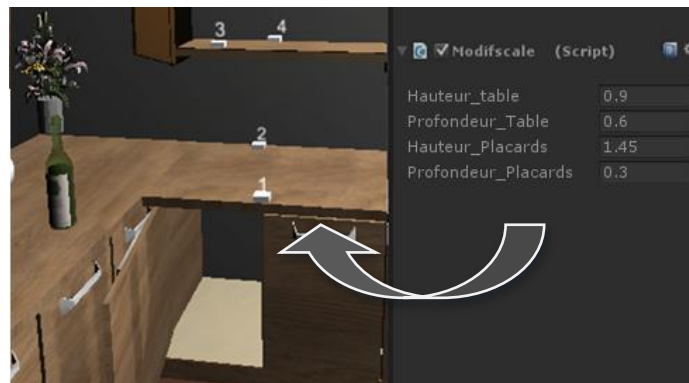 3 4
2
1
Modifscale (Script)
Hauteur_table 0.9
Profondeur_Table 0.6
Hauteur_Placards 1.45
Profondeur_Placards 0.3